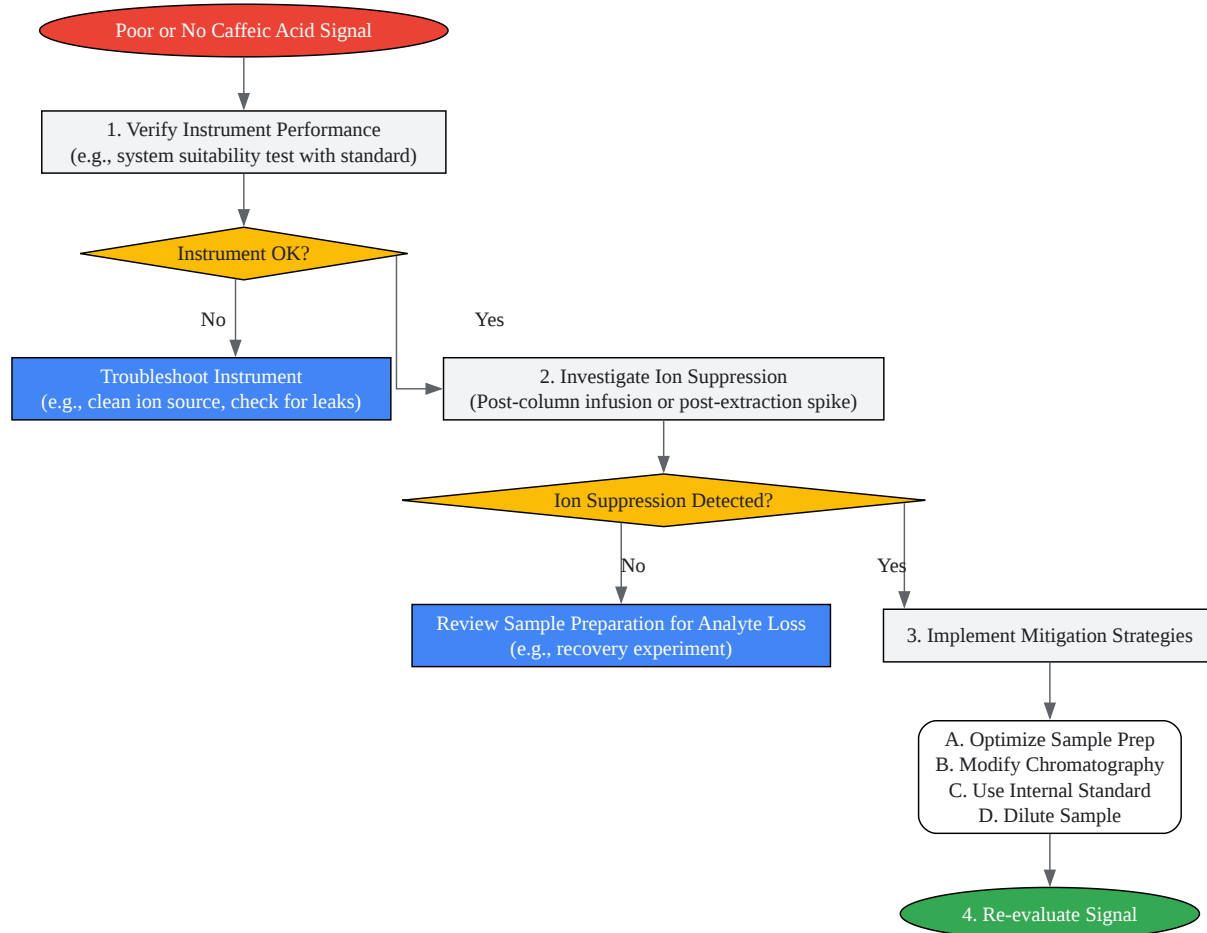 Poor or No Caffeic Acid Signal
1. Verify Instrument Performance
(e.g., system suitability test with standard)
Instrument OK?
No
Yes
Troubleshoot Instrument
(e.g., clean ion source, check for leaks)
2. Investigate Ion Suppression
(Post-column infusion or post-extraction spike)
Ion Suppression Detected?
No
Yes
Review Sample Preparation for Analyte Loss
(e.g., recovery experiment)
3. Implement Mitigation Strategies
A. Optimize Sample Prep
B. Modify Chromatography
C. Use Internal Standard
D. Dilute Sample
4. Re-evaluate Signal